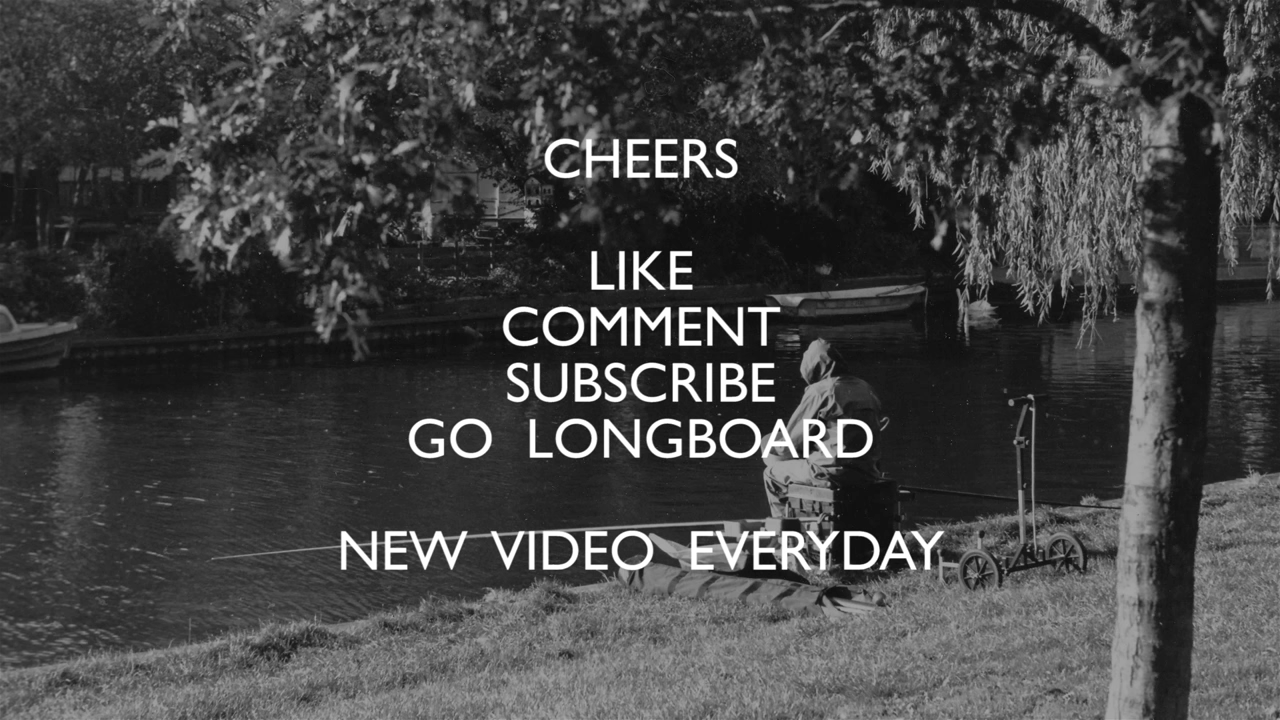 CHEERS
LIKE
COMMENT
SUBSCRIBE
GO LONGBOARD
NEW VIDEO EVERYDAY